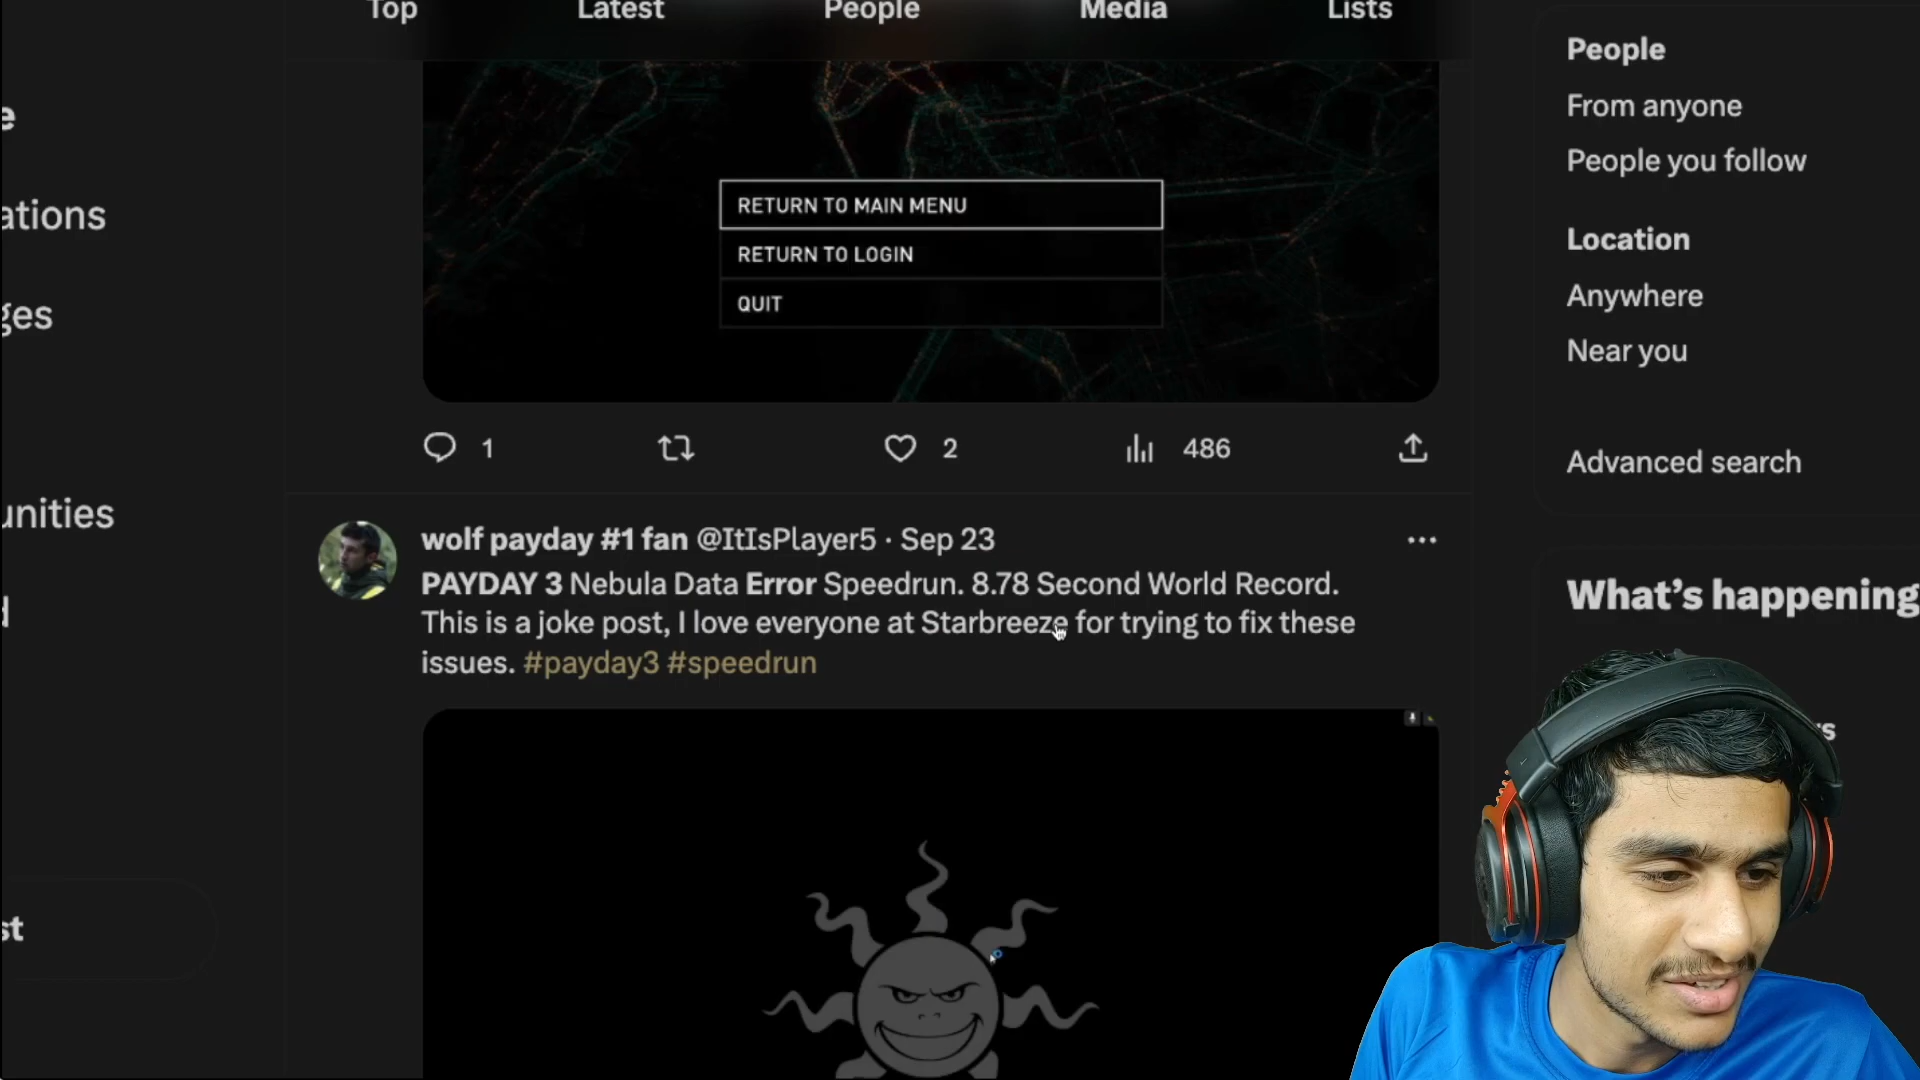 Top Latest People Media Lists
People
From anyone
People you follow
Location
Anywhere
Near you
Advanced search
What's happening
e
ations
ges
unities
d
st
RETURN TO MAIN MENU
RETURN TO LOGIN
QUIT
1 2 486
wolf payday #1 fan @ItIsPlayer5 · Sep 23
PAYDAY 3 Nebula Data Error Speedrun. 8.78 Second World Record.
This is a joke post, I love everyone at Starbreeze for trying to fix these
issues. #payday3 #speedrun